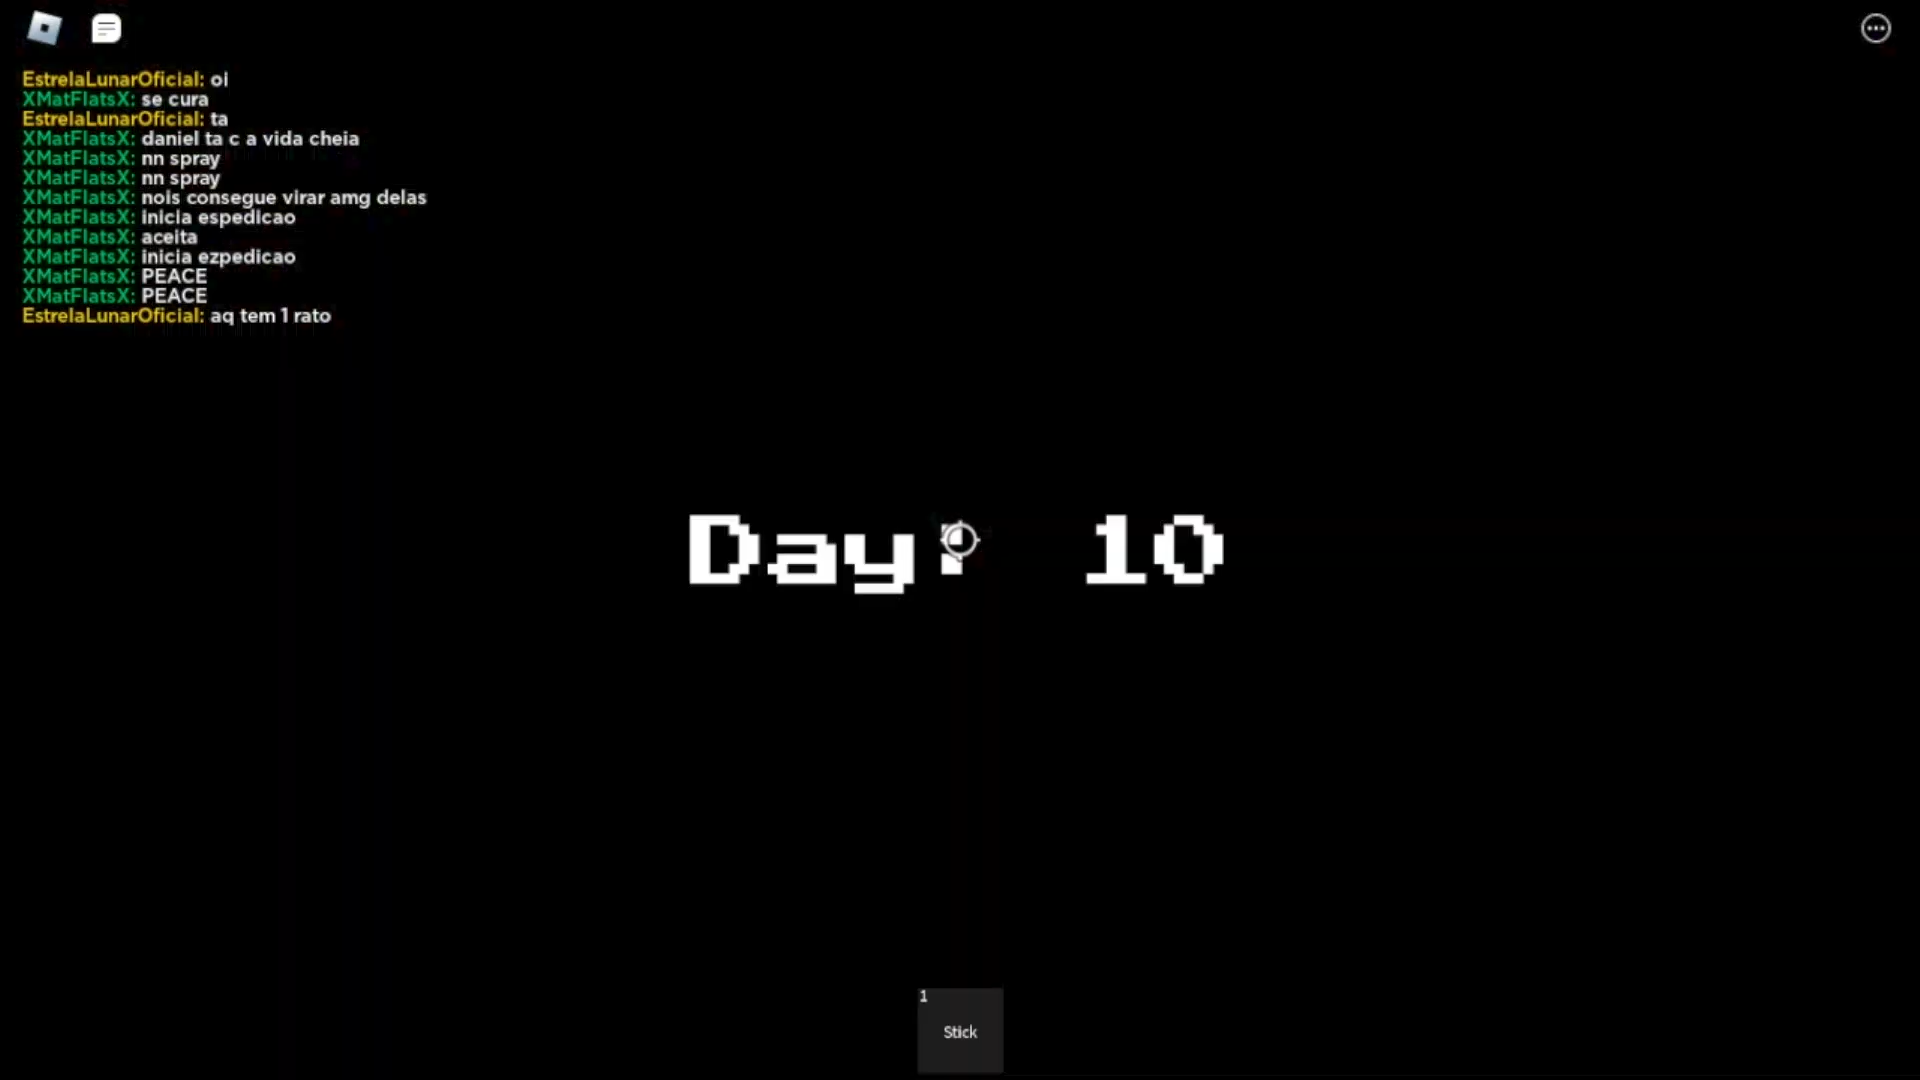 EstrelaLunarOficial: oi
XMatFlatsX: se cura
EstrelaLunarOficial: ta
XMatFlatsX: daniel ta c a vida cheia
XMatFlatsX: nn spray
XMatFlatsX: nn spray
XMatFlatsX: nois consegue virar amg delas
XMatFlatsX: inicia espedicao
XMatFlatsX: aceita
XMatFlatsX: inicia ezpedicao
XMatFlatsX: PEACE
XMatFlatsX: PEACE
EstrelaLunarOficial: aq tem 1 rato
Day: 10
1
Stick